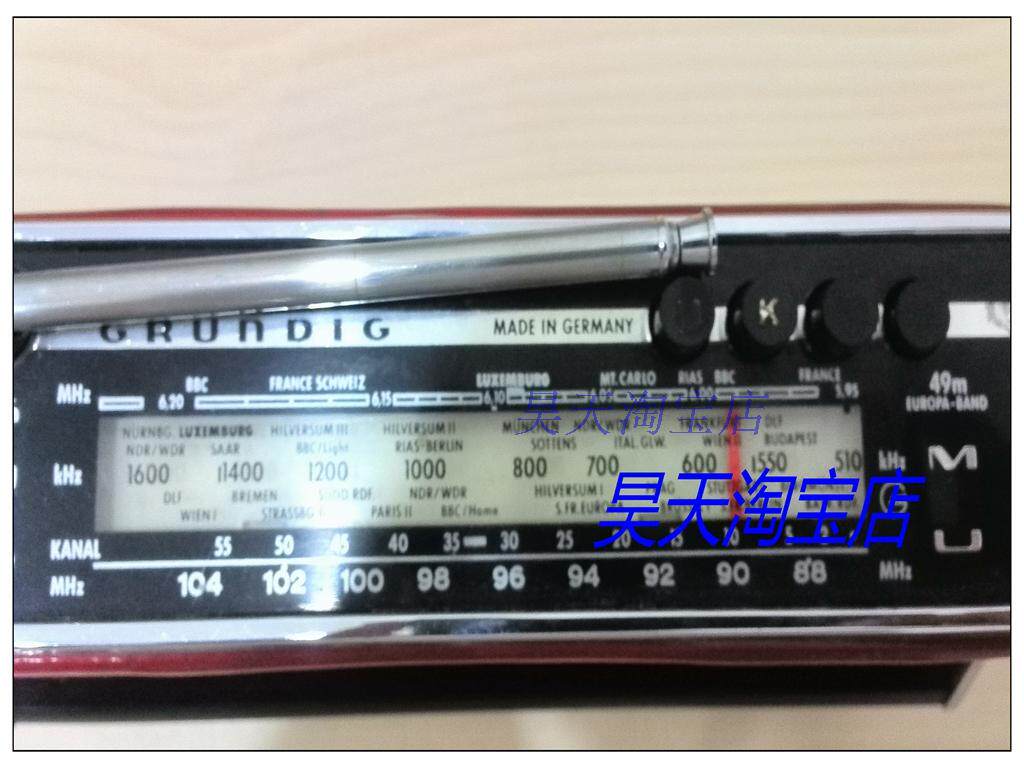 GRUNDIG MADE IN GERMANY K
BBC FRANCE SCHWEIZ LUXEMBURG MT.CARLO RIAS BBC FRANCE 49m
MHz 6,20 6,15 6,10 5,95 EUROPA-BAND
昊天淘宝店
NÜRNBG. LUXEMBURG HILVERSUM III HILVERSUM II MÜNCHEN DLF
NDR/WDR SAAR BBC/Light RIAS-BERLIN SOTTENS ITAL.GLW. WIEN BUDAPEST
kHz 1600 1400 1200 1000 800 700 600 550 510 kHz M
昊天淘宝店
DLF BREMEN NDR/WDR HILVERSUM I
WIEN I STRASSBG PARIS II BBC/Home S.FR.EUROP
KANAL 55 50 45 40 35 30 25 20 15 10 U
MHz 104 102 100 98 96 94 92 90 88 MHz